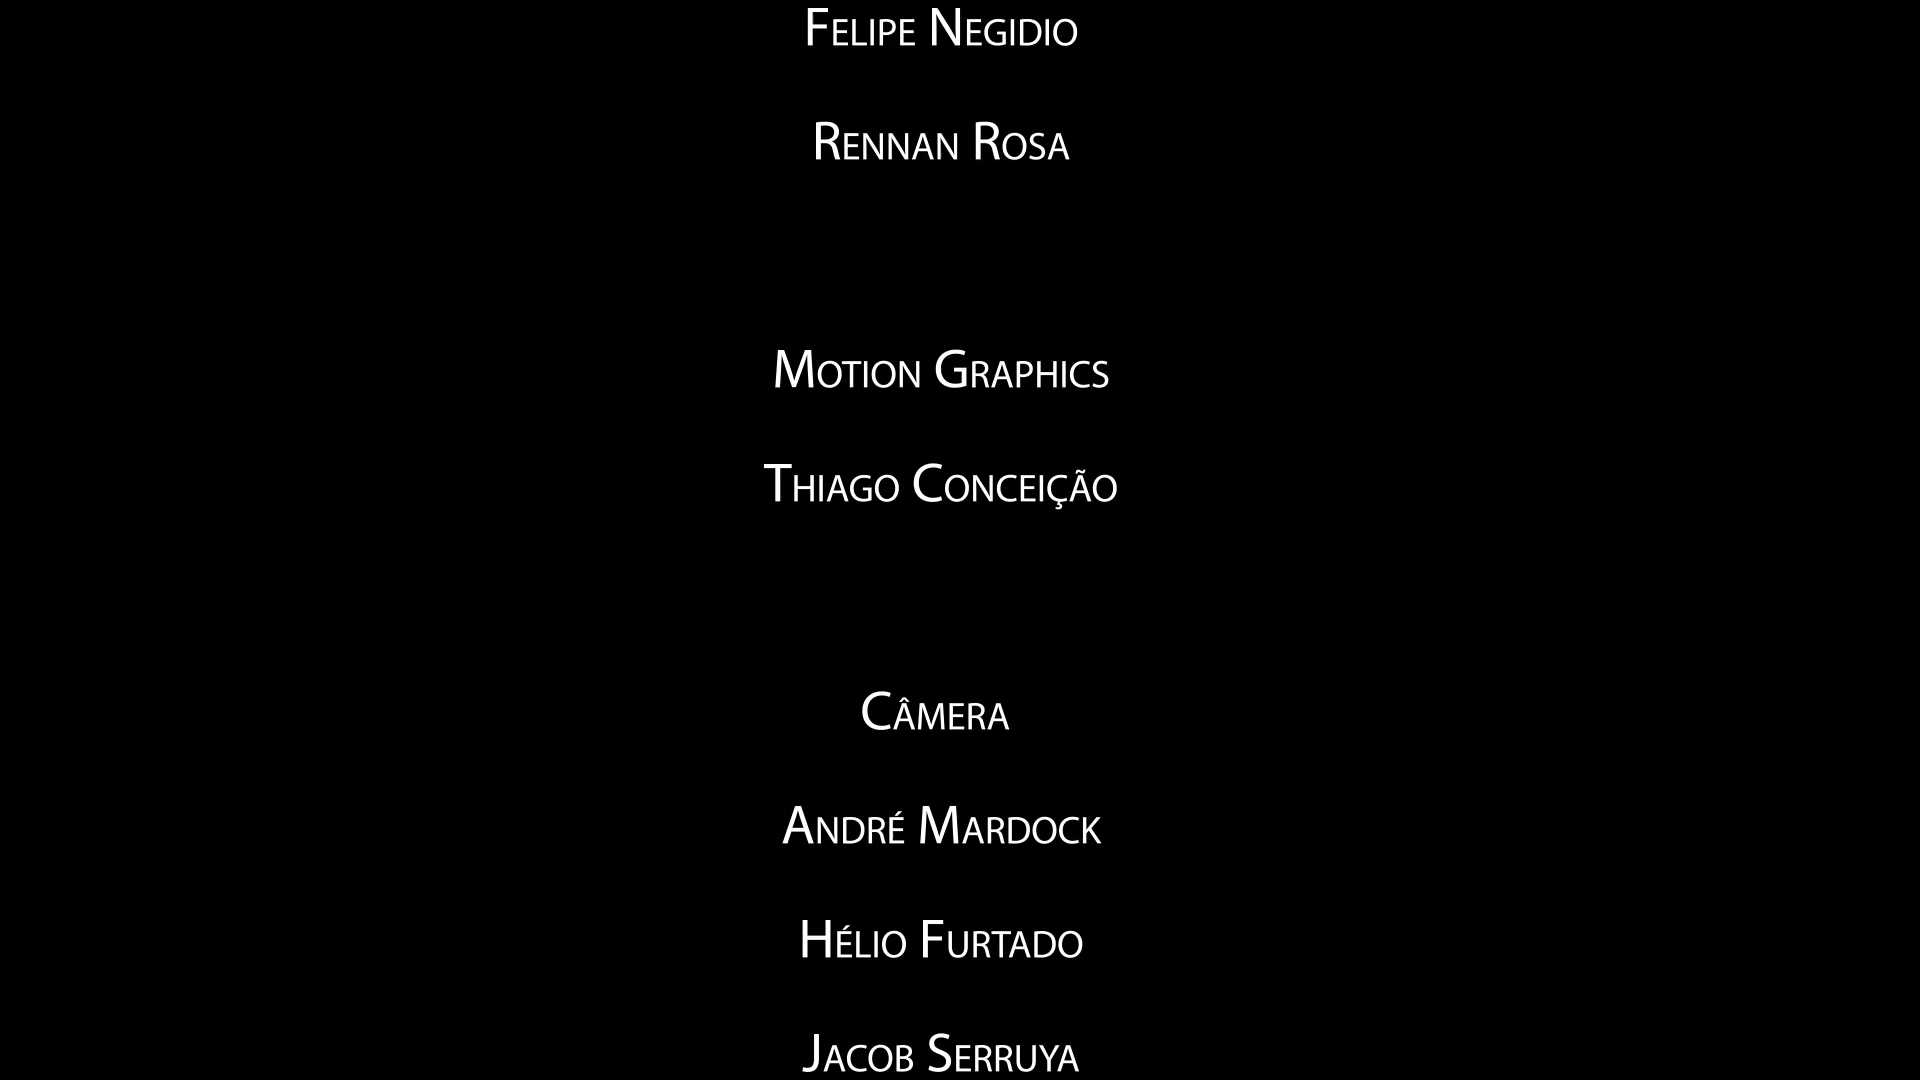 Felipe Negidio
Rennan Rosa
Motion Graphics
Thiago Conceição
Câmera
André Mardock
Hélio Furtado
Jacob Serruya